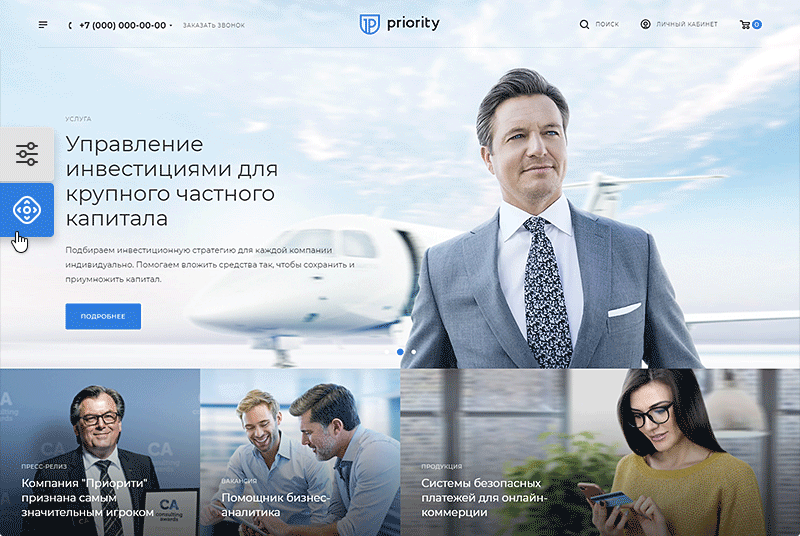 +7 (000) 000-00-00
ЗАКАЗАТЬ ЗВОНОК
priority
ПОИСК
ЛИЧНЫЙ КАБИНЕТ
0
УСЛУГА
Управление
инвестициями для
крупного частного
капитала
Подбираем инвестиционную стратегию для каждой компании
индивидуально. Помогаем вложить средства так, чтобы сохранить и
приумножить капитал.
ПОДРОБНЕЕ
ПРЕСС-РЕЛИЗ
Компания "Приорити"
признана самым
значительным игроком
CA
consulting
awards
ВАКАНСИЯ
Помощник бизнес-
аналитика
ПРОДУКЦИЯ
Системы безопасных
платежей для онлайн-
коммерции